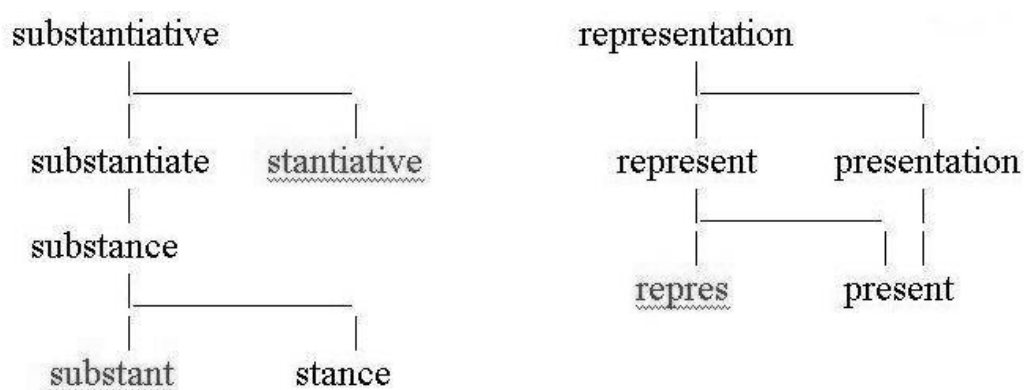 substantiative representation
substantiate stantiative represent presentation
substance
repres present
substant stance